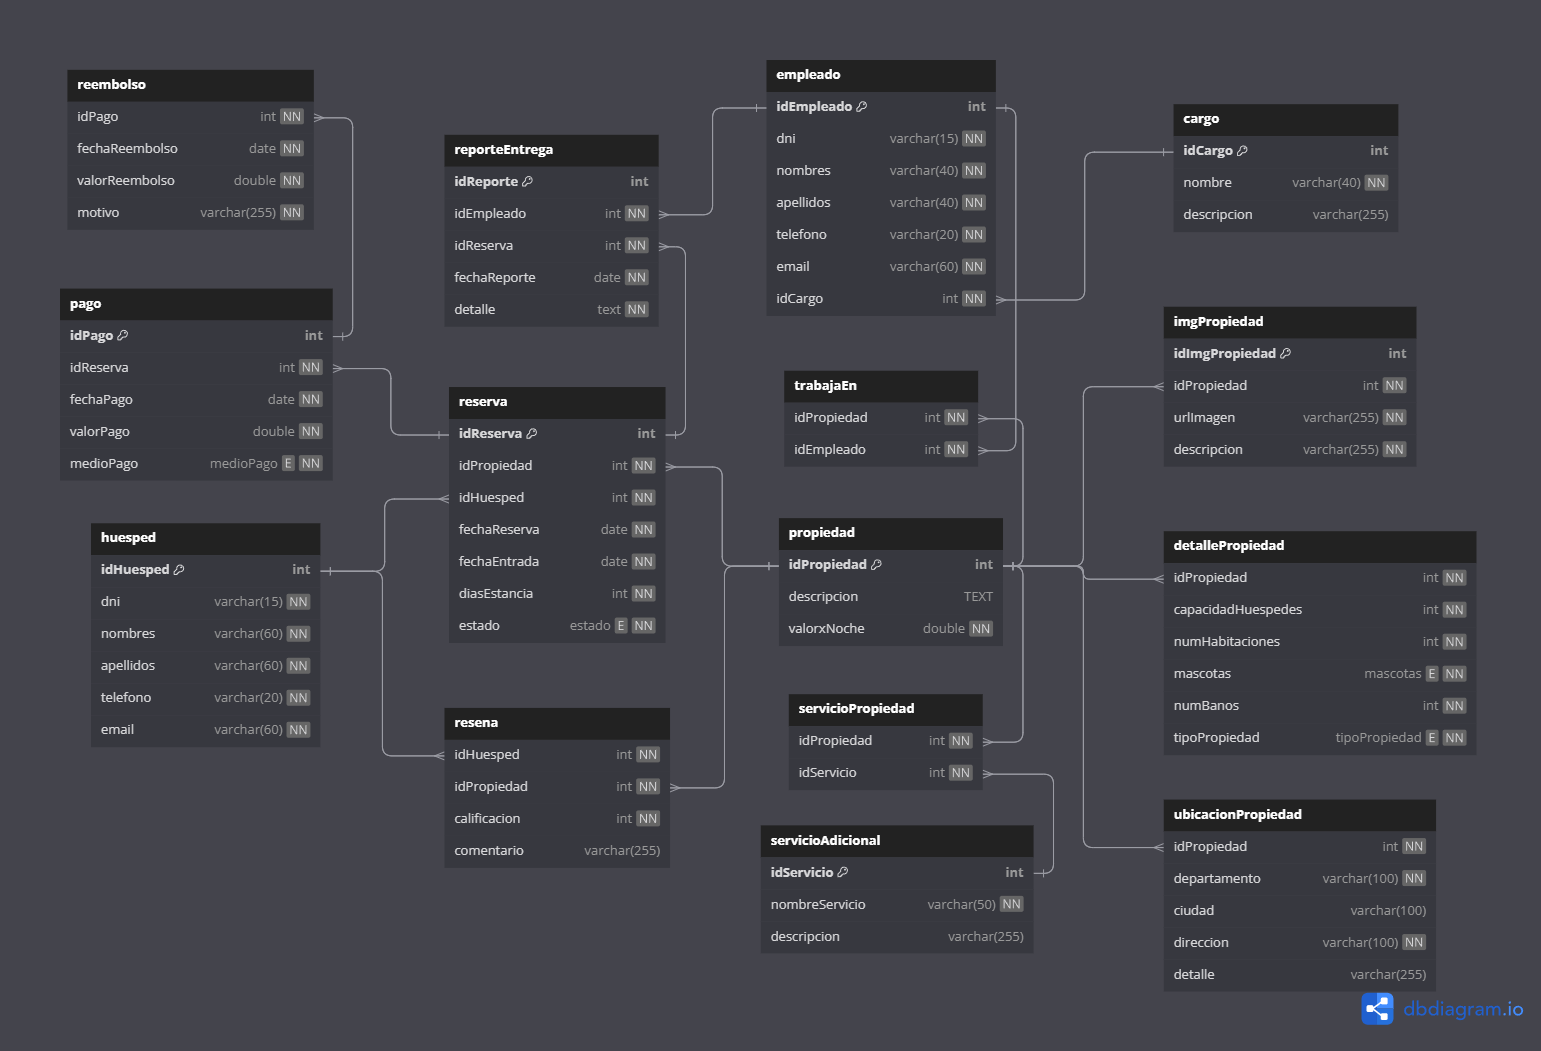 reembolso
idPago int NN
fechaReembolso date NN
valorReembolso double NN
motivo varchar(255) NN
pago
idPago int
idReserva int NN
fechaPago date NN
valorPago double NN
medioPago medioPago E NN
huesped
idHuesped int
dni varchar(15) NN
nombres varchar(60) NN
apellidos varchar(60) NN
telefono varchar(20) NN
email varchar(60) NN
reporteEntrega
idReporte int
idEmpleado int NN
idReserva int NN
fechaReporte date NN
detalle text NN
reserva
idReserva int
idPropiedad int NN
idHuesped int NN
fechaReserva date NN
fechaEntrada date NN
diasEstancia int NN
estado estado E NN
resena
idHuesped int NN
idPropiedad int NN
calificacion int NN
comentario varchar(255)
empleado
idEmpleado int
dni varchar(15) NN
nombres varchar(40) NN
apellidos varchar(40) NN
telefono varchar(20) NN
email varchar(60) NN
idCargo int NN
trabajaEn
idPropiedad int NN
idEmpleado int NN
propiedad
idPropiedad int
descripcion TEXT
valorxNoche double NN
servicioPropiedad
idPropiedad int NN
idServicio int NN
servicioAdicional
idServicio int
nombreServicio varchar(50) NN
descripcion varchar(255)
cargo
idCargo int
nombre varchar(40) NN
descripcion varchar(255)
imgPropiedad
idImgPropiedad int
idPropiedad int NN
urlImagen varchar(255) NN
descripcion varchar(255) NN
detallePropiedad
idPropiedad int NN
capacidadHuespedes int NN
numHabitaciones int NN
mascotas mascotas E NN
numBanos int NN
tipoPropiedad tipoPropiedad E NN
ubicacionPropiedad
idPropiedad int NN
departamento varchar(100) NN
ciudad varchar(100)
direccion varchar(100) NN
detalle varchar(255)
dbdiagram.io